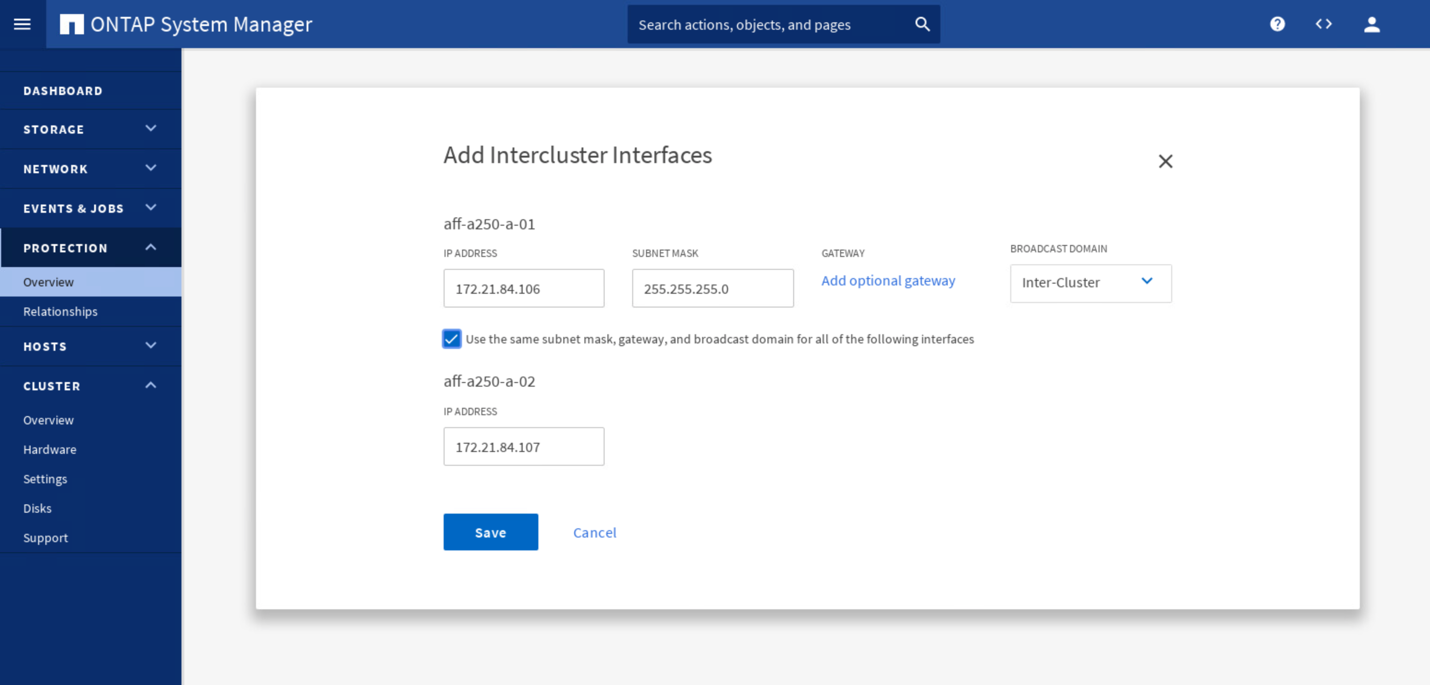 ONTAP System Manager
Search actions, objects, and pages
DASHBOARD
STORAGE
NETWORK
EVENTS & JOBS
PROTECTION
Overview
Relationships
HOSTS
CLUSTER
Overview
Hardware
Settings
Disks
Support
Add Intercluster Interfaces
aff-a250-a-01
IP ADDRESS SUBNET MASK GATEWAY BROADCAST DOMAIN
172.21.84.106 255.255.255.0 Add optional gateway Inter-Cluster
Use the same subnet mask, gateway, and broadcast domain for all of the following interfaces
aff-a250-a-02
IP ADDRESS
172.21.84.107
Save Cancel